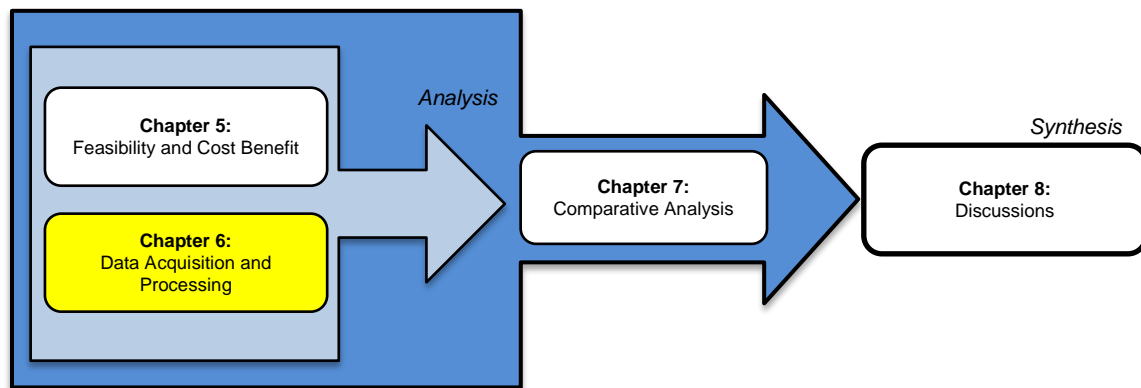 Analysis
Chapter 5:
Feasibility and Cost Benefit
Chapter 6:
Data Acquisition and
Processing
Chapter 7:
Comparative Analysis
Synthesis
Chapter 8:
Discussions